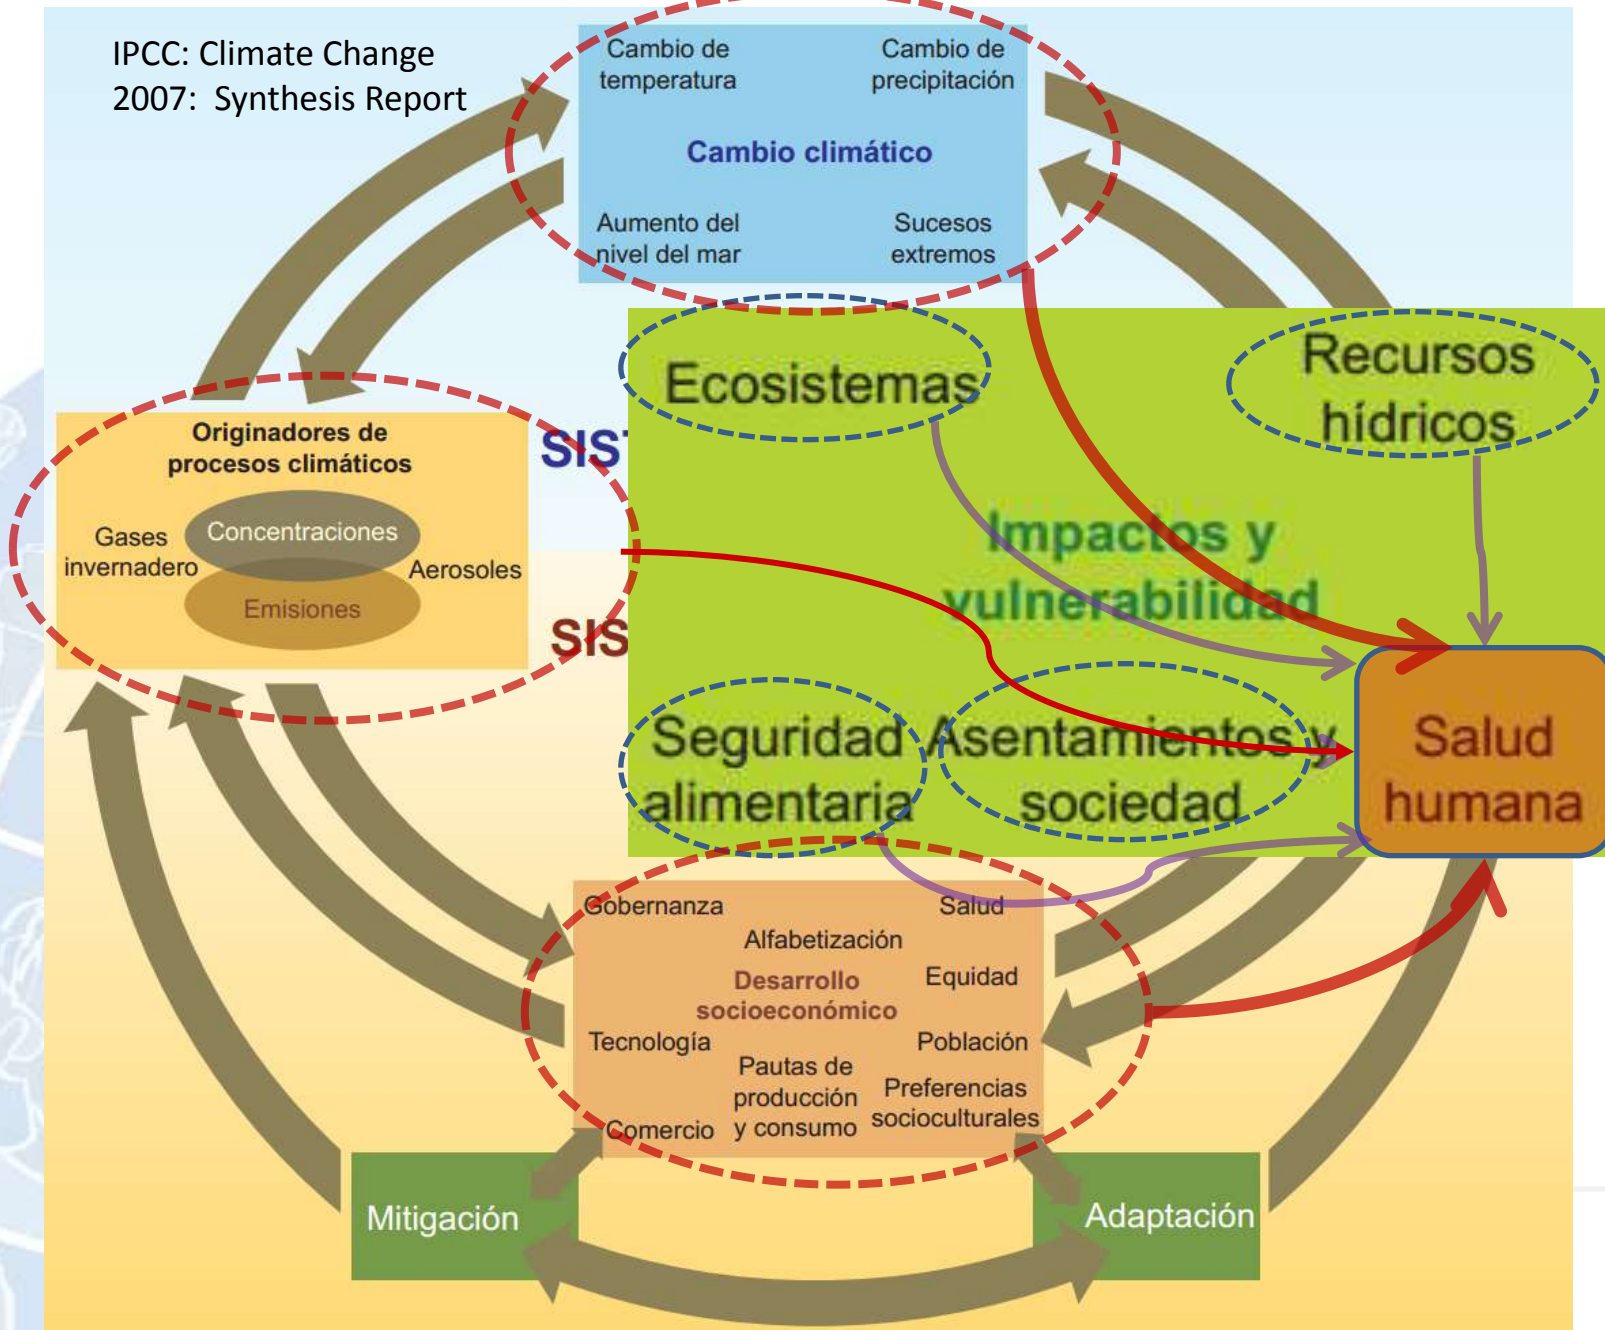 IPCC: Climate Change
2007: Synthesis Report
Cambio de
temperatura
Cambio de
precipitación
Cambio climático
Aumento del
nivel del mar
Sucesos
extremos
Originadores de
procesos climáticos
Gases
invernadero
Concentraciones
Aerosoles
Emisiones
Ecosistemas
Recursos
hídricos
Impactos y
vulnerabilidad
Seguridad
alimentaria
Asentamientos y
sociedad
Salud
humana
Gobernanza
Salud
Alfabetización
Equidad
Desarrollo
socioeconómico
Tecnología
Población
Pautas de
producción
y consumo
Preferencias
socioculturales
Comercio
Mitigación
Adaptación